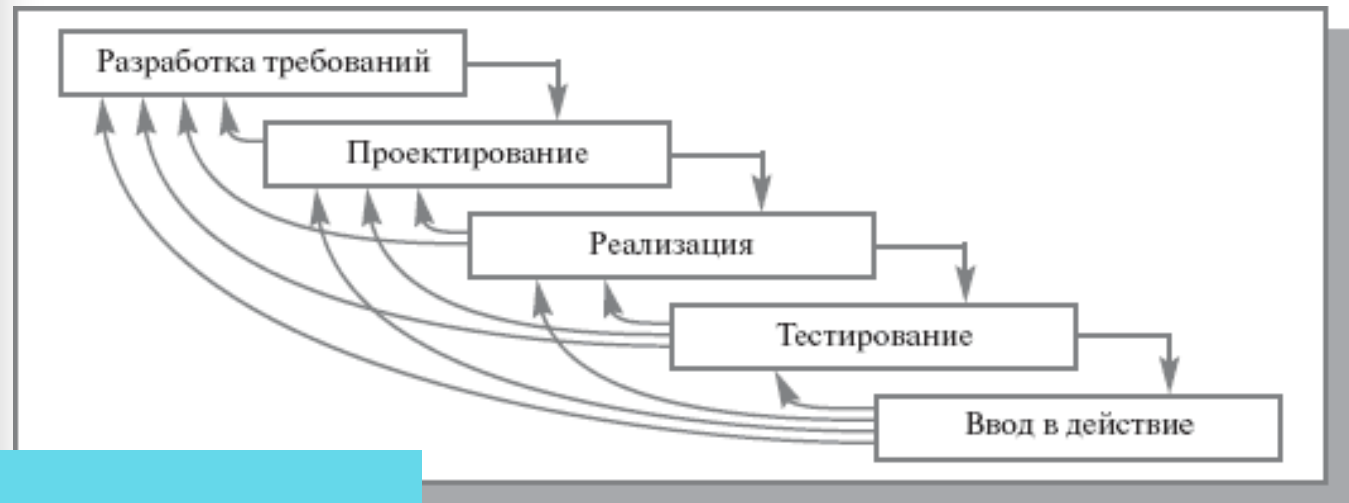 Разработка требований
Проектирование
Реализация
Тестирование
Ввод в действие